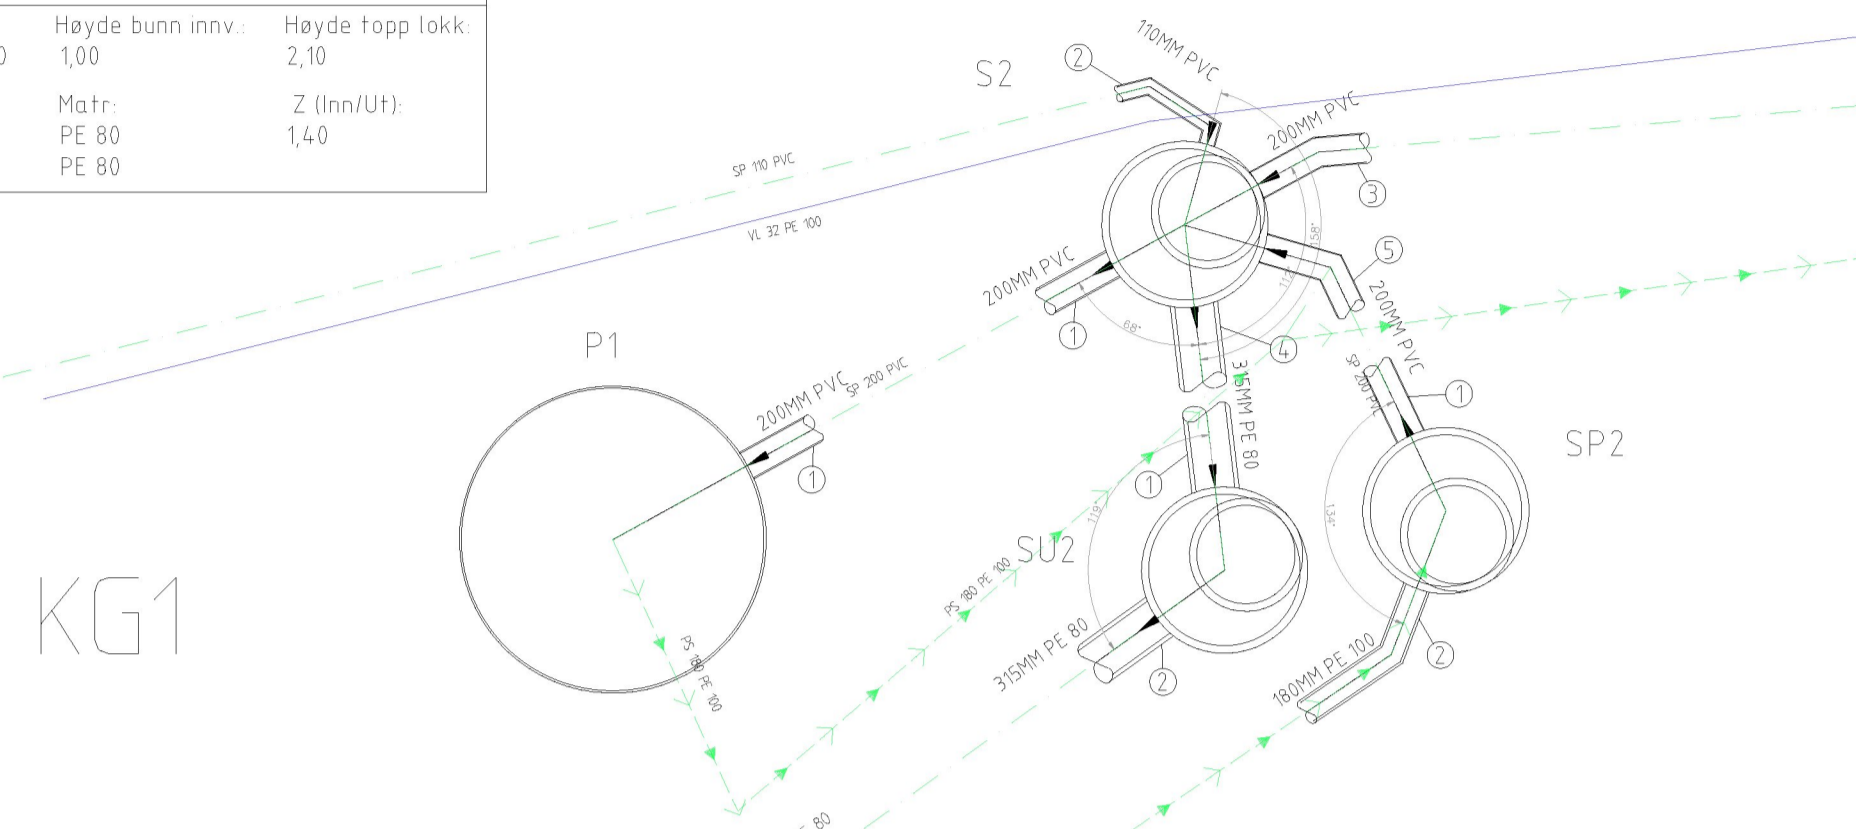 Høyde bunn innv.: Høyde topp lokk:
0 1,00 2,10
Matr: Z (Inn/Ut):
PE 80 1,40
PE 80
S2
2
110MM PVC
200MM PVC
3
SP 110 PVC
VL 32 PE 100
158°
112°
5
200MM PVC
1
68°
4
200MM PVC
P1
SP 200 PVC
200MM PVC
1
315MM PE 80
SP 200 PVC
1
SP2
1
119°
134°
SU2
PS 180 PE 100
KG1
PS 180 PE 100
315MM PE 80
2
180MM PE 100
2
80